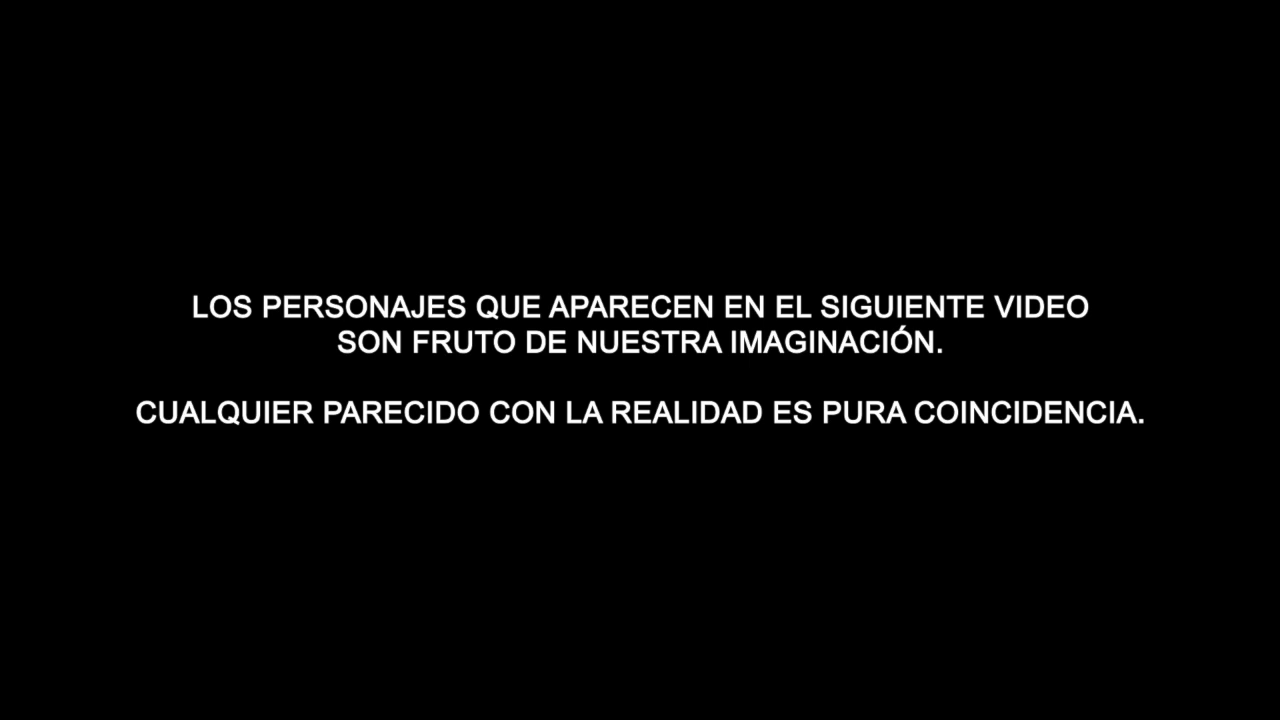 LOS PERSONAJES QUE APARECEN EN EL SIGUIENTE VIDEO
SON FRUTO DE NUESTRA IMAGINACIÓN.
CUALQUIER PARECIDO CON LA REALIDAD ES PURA COINCIDENCIA.